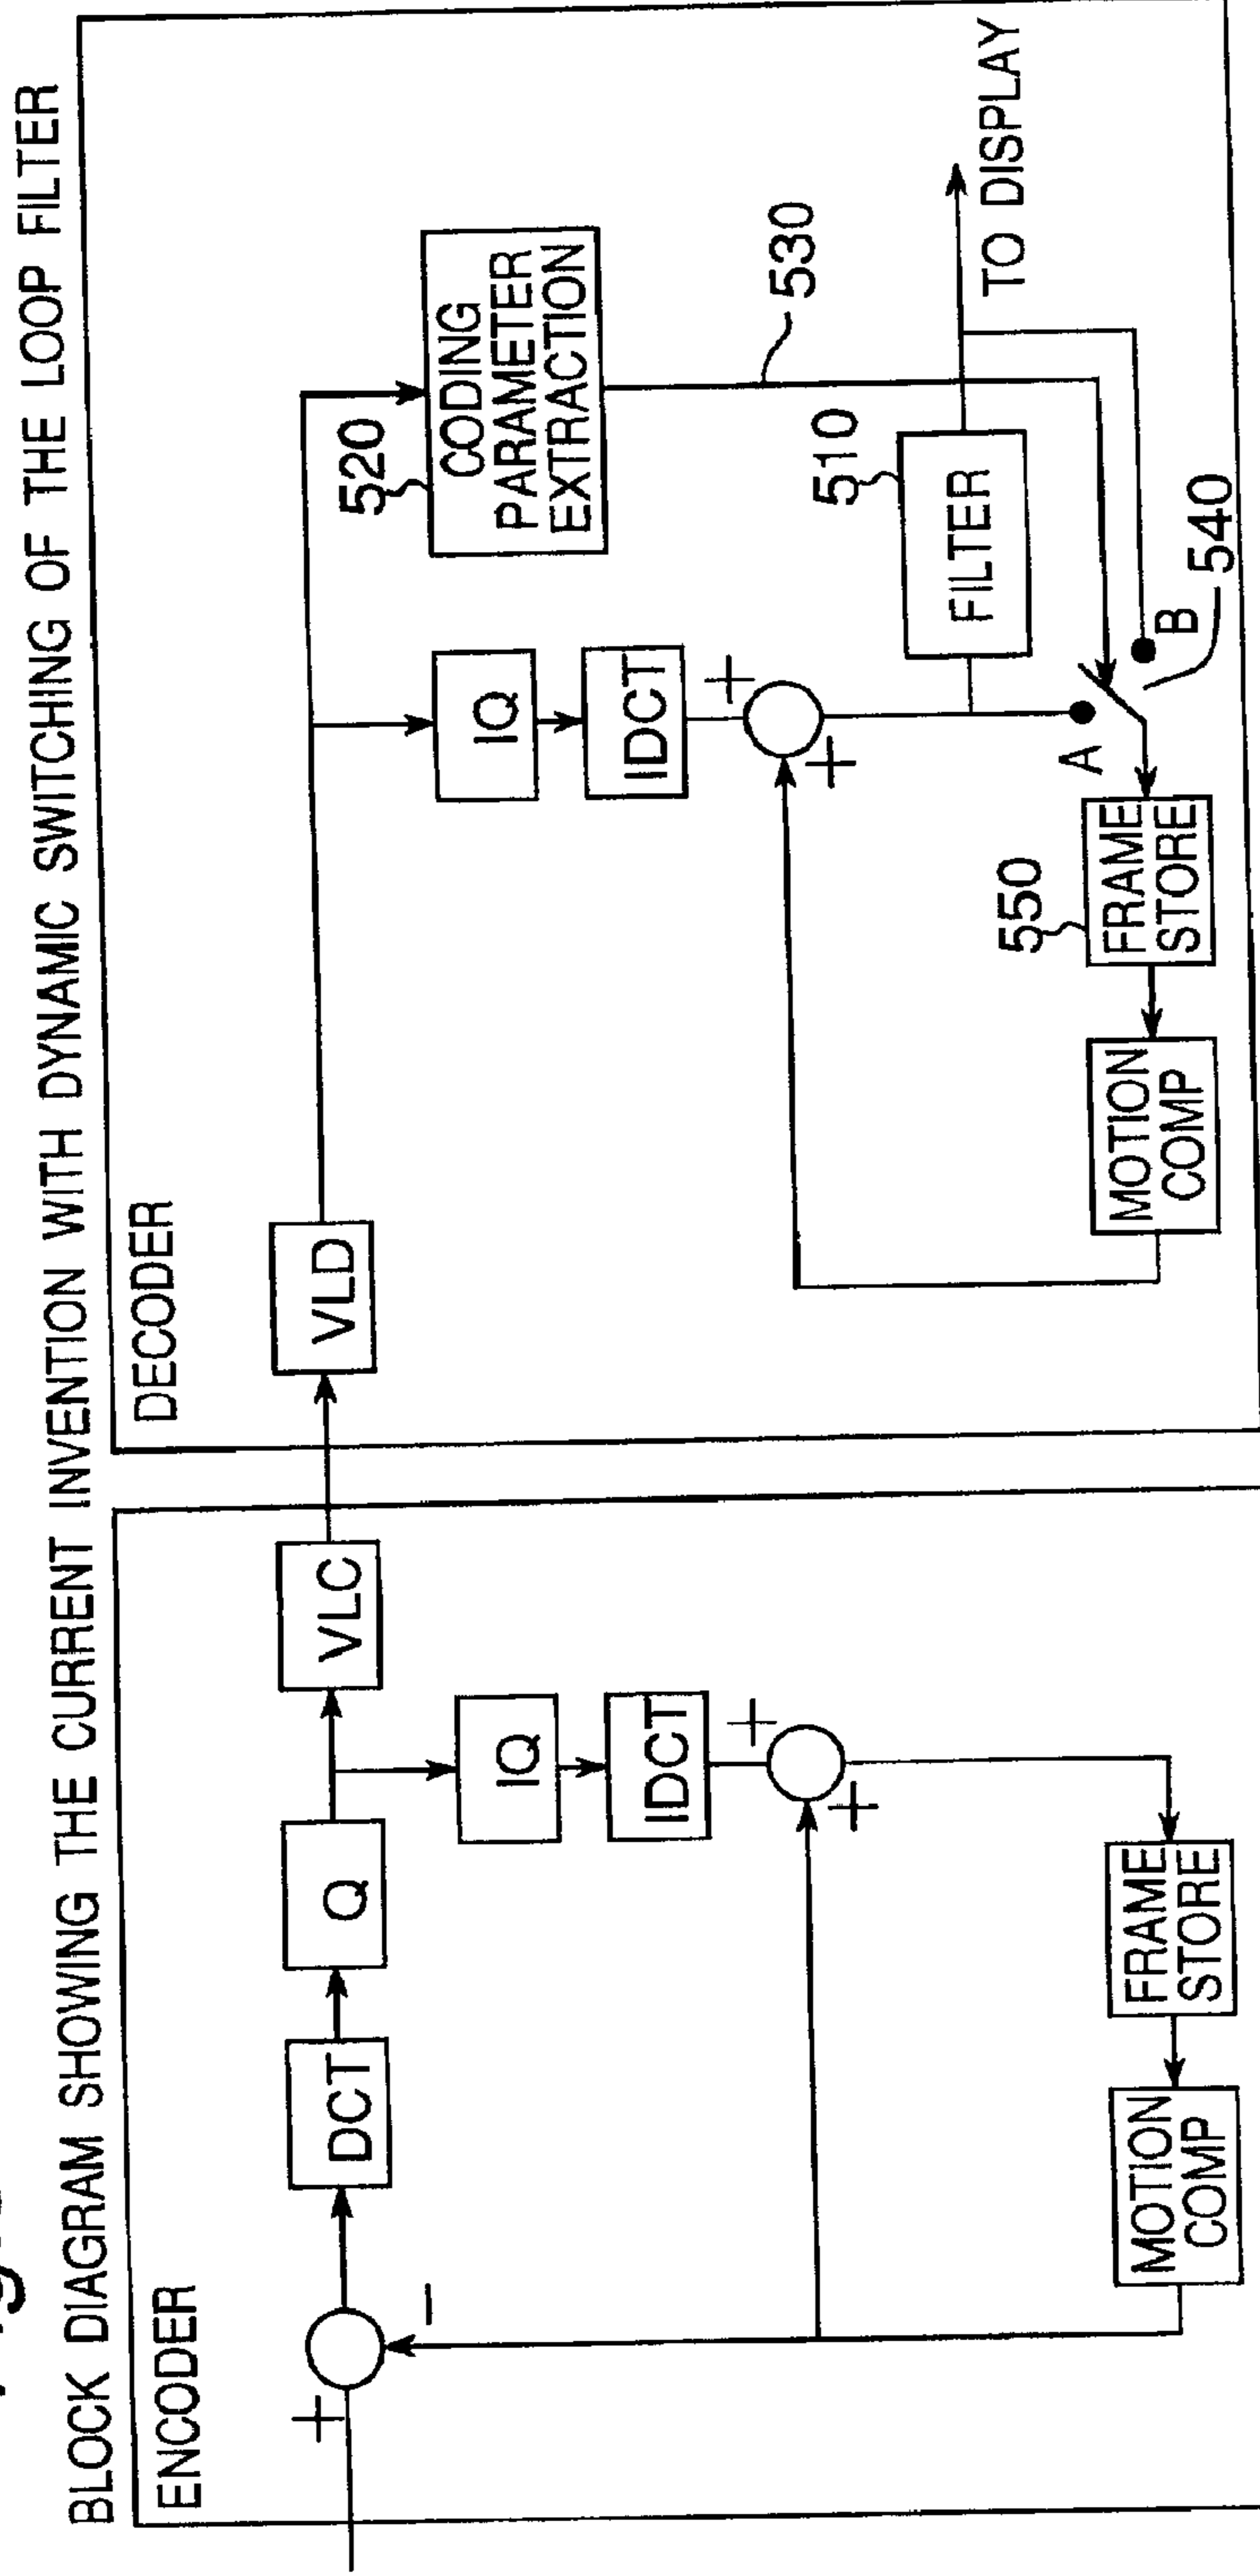 BLOCK DIAGRAM SHOWING THE CURRENT INVENTION WITH DYNAMIC SWITCHING OF THE LOOP FILTER
ENCODER
+
−
DCT
Q
VLC
IQ
IDCT
+
+
FRAME
STORE
MOTION
COMP
DECODER
VLD
520
CODING
PARAMETER
EXTRACTION
IQ
IDCT
+
+
530
510
FILTER
TO DISPLAY
A
B
540
550
FRAME
STORE
MOTION
COMP